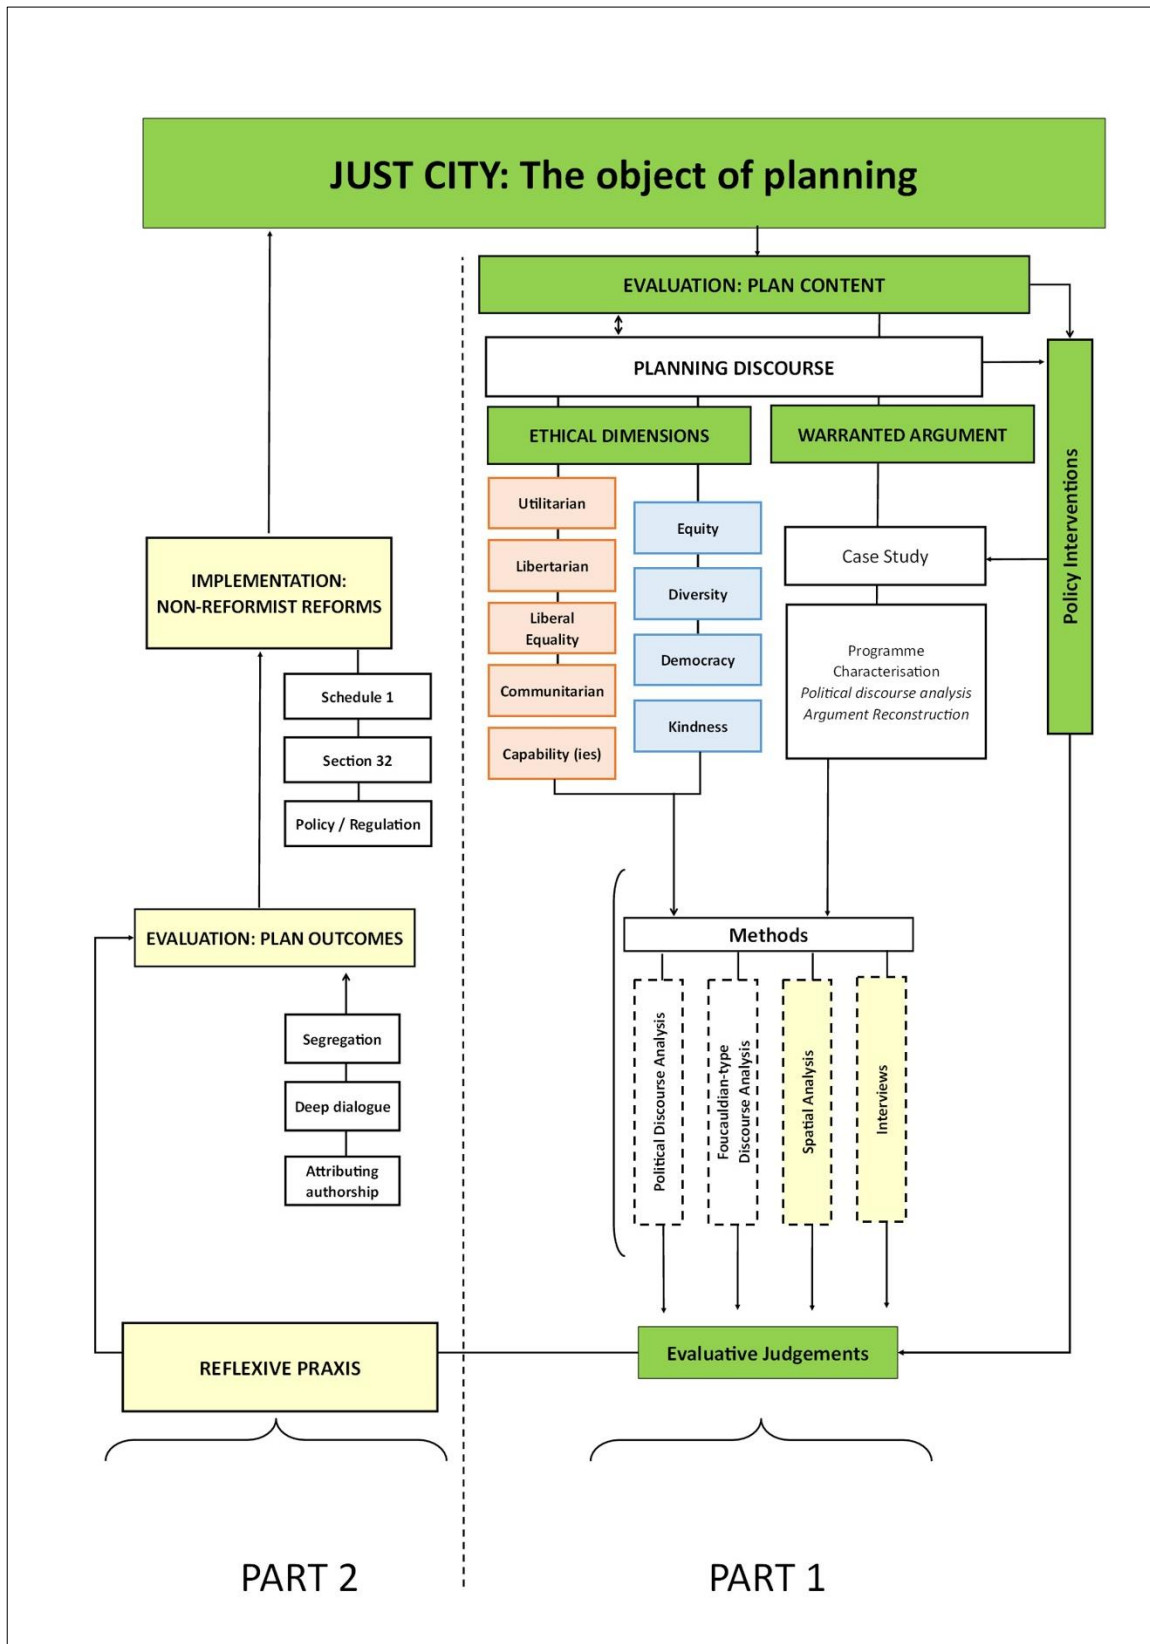 JUST CITY: The object of planning
EVALUATION: PLAN CONTENT
PLANNING DISCOURSE
ETHICAL DIMENSIONS
WARRANTED ARGUMENT
Policy Interventions
Utilitarian
Libertarian
Liberal
Equality
Communitarian
Capability (ies)
Equity
Diversity
Democracy
Kindness
Case Study
Programme
Characterisation
Political discourse analysis
Argument Reconstruction
Methods
Political Discourse Analysis
Foucauldian-type
Discourse Analysis
Spatial Analysis
Interviews
Evaluative Judgements
IMPLEMENTATION:
NON-REFORMIST REFORMS
Schedule 1
Section 32
Policy / Regulation
EVALUATION: PLAN OUTCOMES
Segregation
Deep dialogue
Attributing
authorship
REFLEXIVE PRAXIS
PART 2
PART 1